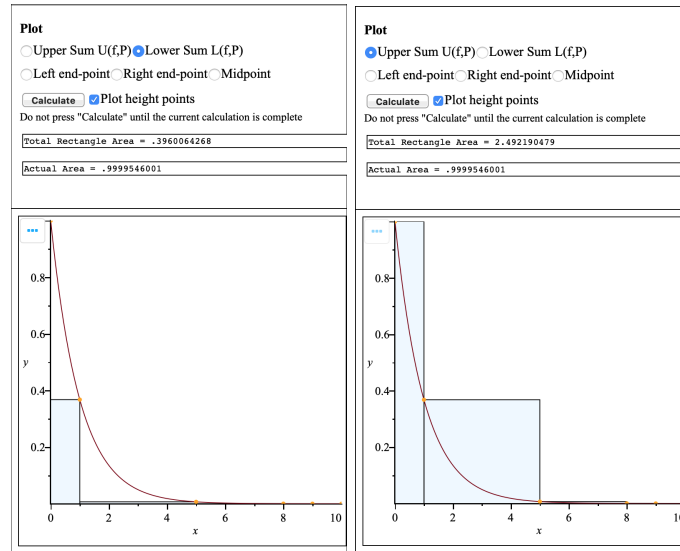 Plot
Upper Sum U(f,P) Lower Sum L(f,P)
Left end-point Right end-point Midpoint
Calculate Plot height points
Do not press "Calculate" until the current calculation is complete
Total Rectangle Area = .3960064268
Actual Area = .9999546001
0.8
0.6
y
0.4
0.2
0 2 4 6 8 10
x
Plot
Upper Sum U(f,P) Lower Sum L(f,P)
Left end-point Right end-point Midpoint
Calculate Plot height points
Do not press "Calculate" until the current calculation is complete
Total Rectangle Area = 2.492190479
Actual Area = .9999546001
0.8
0.6
y
0.4
0.2
0 2 4 6 8
x